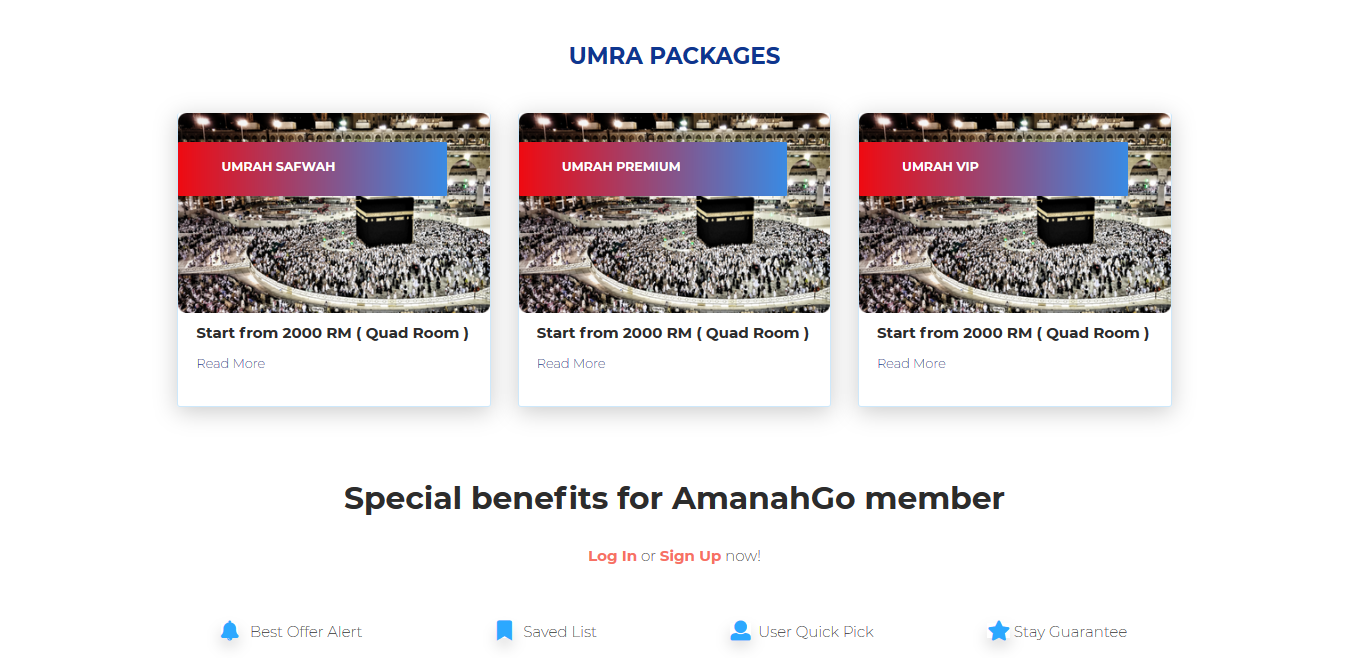 UMRA PACKAGES
UMRAH SAFWAH
Start from 2000 RM ( Quad Room )
Read More
UMRAH PREMIUM
Start from 2000 RM ( Quad Room )
Read More
UMRAH VIP
Start from 2000 RM ( Quad Room )
Read More
Special benefits for AmanahGo member
Log In or Sign Up now!
Best Offer Alert
Saved List
User Quick Pick
Stay Guarantee